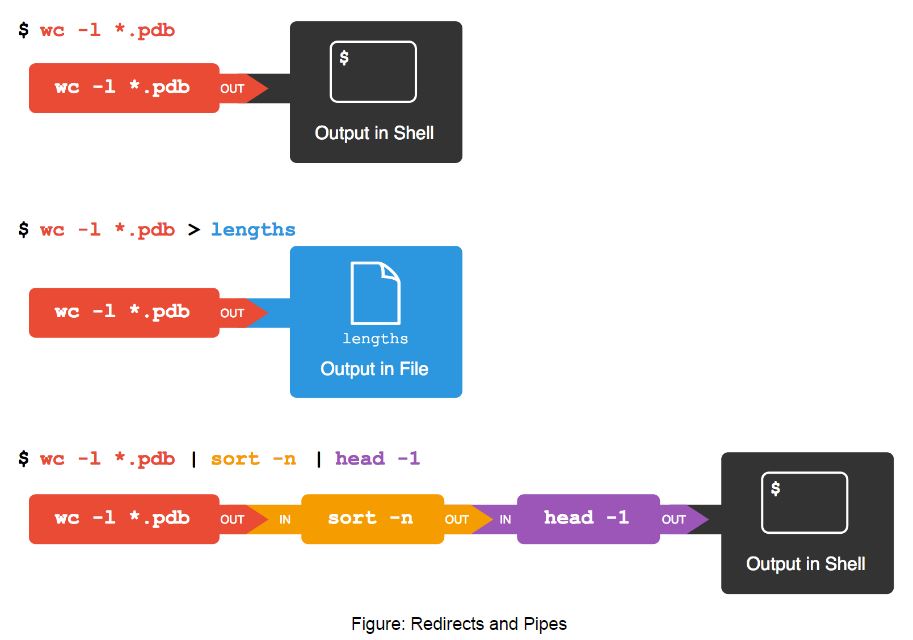 $ wc -l *.pdb
wc -l *.pdb OUT
$
Output in Shell
$ wc -l *.pdb > lengths
wc -l *.pdb OUT
lengths
Output in File
$ wc -l *.pdb | sort -n | head -1
wc -l *.pdb OUT IN sort -n OUT IN head -1 OUT
$
Output in Shell
Figure: Redirects and Pipes